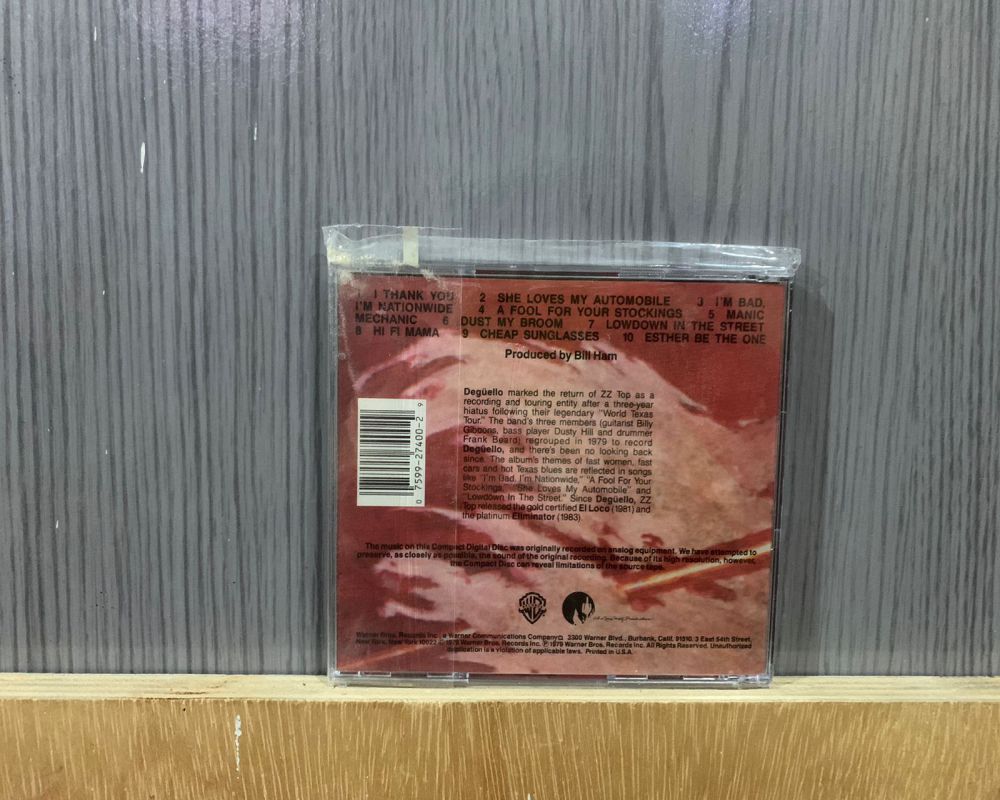 1 I THANK YOU 2 SHE LOVES MY AUTOMOBILE 3 I'M BAD,
I'M NATIONWIDE 4 A FOOL FOR YOUR STOCKINGS 5 MANIC
MECHANIC 6 DUST MY BROOM 7 LOWDOWN IN THE STREET
8 HI FI MAMA 9 CHEAP SUNGLASSES 10 ESTHER BE THE ONE
Produced by Bill Ham
Degüello marked the return of ZZ Top as a
recording and touring entity after a three-year
hiatus following their legendary "World Texas
Tour." The band's three members (guitarist Billy
Gibbons, bass player Dusty Hill and drummer
Frank Beard) regrouped in 1979 to record
Degüello, and there's been no looking back
since. The album's themes of fast women, fast
cars and hot Texas blues are reflected in songs
like "I'm Bad, I'm Nationwide," "A Fool For Your
Stockings," "She Loves My Automobile" and
"Lowdown In The Street." Since Degüello, ZZ
Top released the gold certified El Loco (1981) and
the platinum Eliminator (1983).
0 7599-27400-2 9
The music on this Compact Digital Disc was originally recorded on analog equipment. We have attempted to
preserve, as closely as possible, the sound of the original recording. Because of its high resolution, however,
the Compact Disc can reveal limitations of the source tape.
Warner Bros. Records Inc., a Warner Communications Company, 3300 Warner Blvd., Burbank, Calif. 91510. 3 East 54th Street,
New York, New York 10022 © 1979 Warner Bros. Records Inc. ℗ 1979 Warner Bros. Records Inc. All Rights Reserved. Unauthorized
duplication is a violation of applicable laws. Printed in U.S.A.